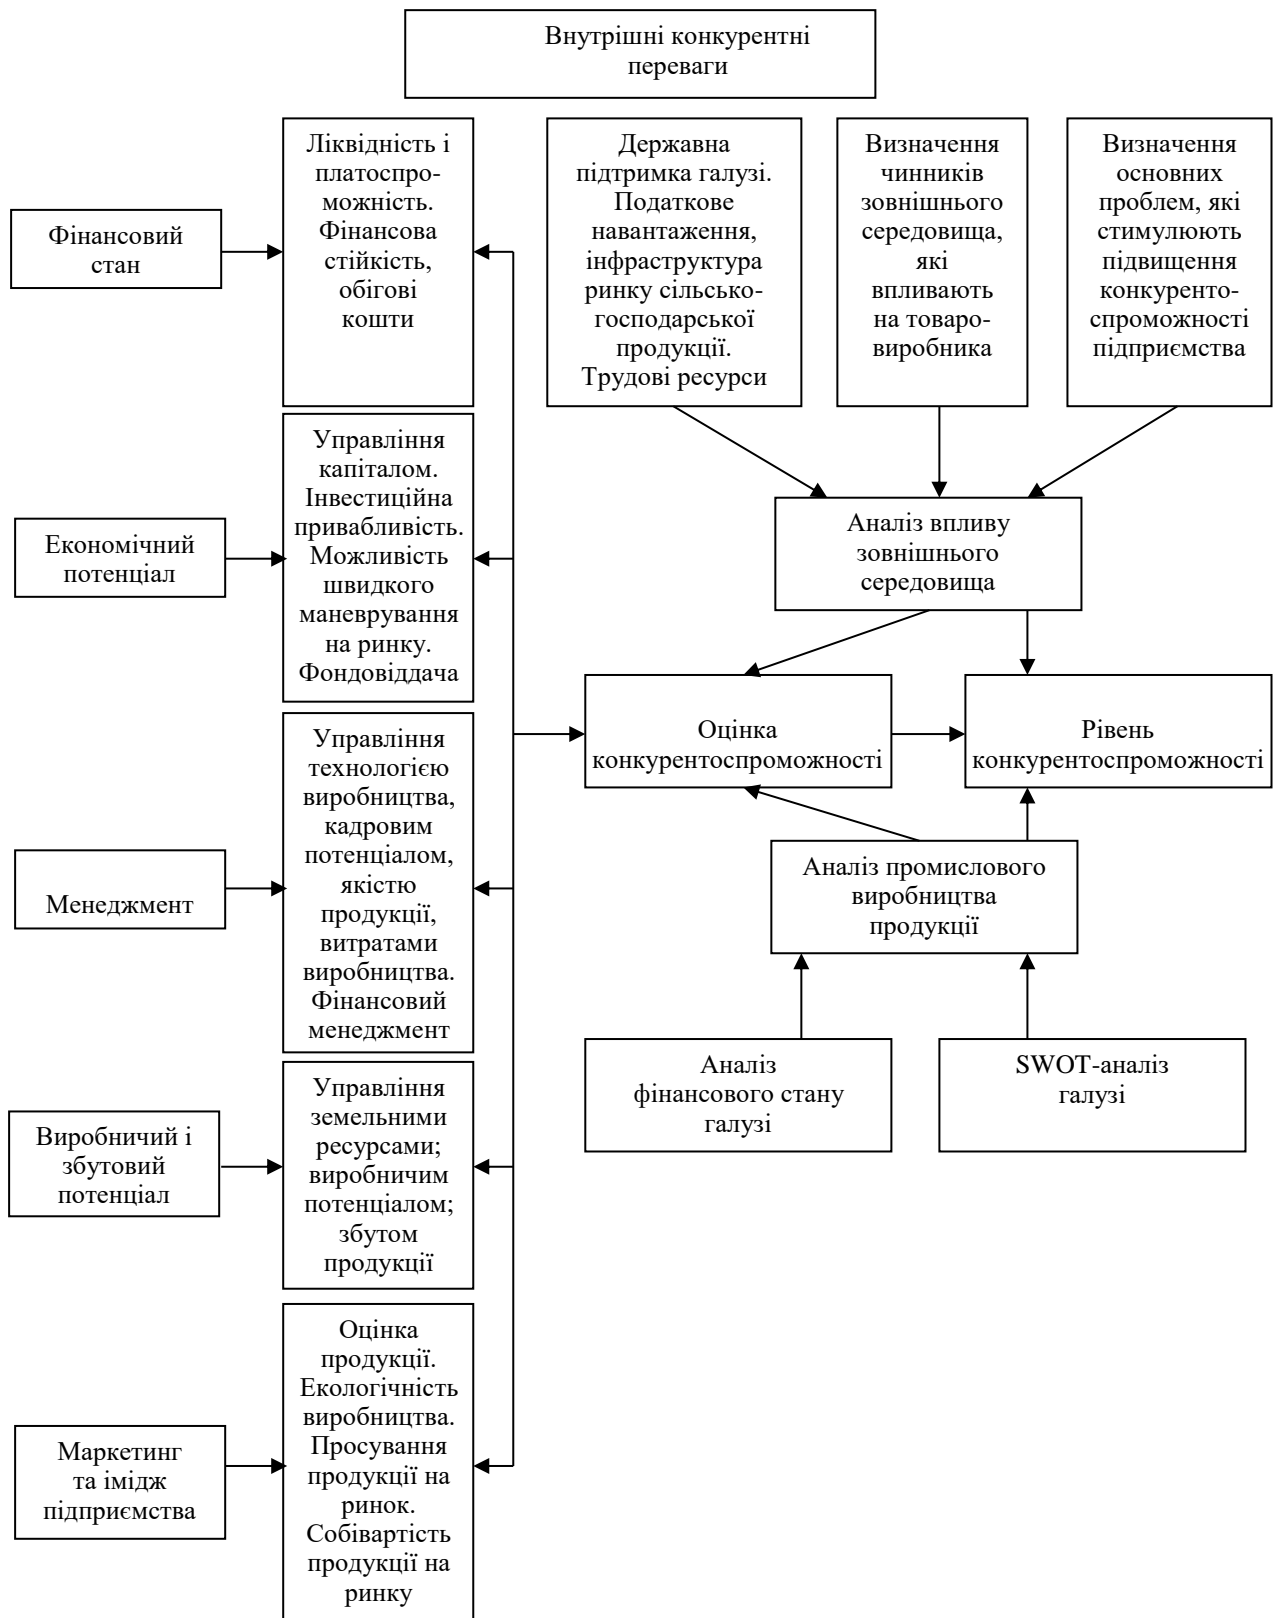 Внутрішні конкурентні
переваги
Фінансовий
стан
Ліквідність і
платоспро-
можність.
Фінансова
стійкість,
обігові
кошти
Державна
підтримка галузі.
Податкове
навантаження,
інфраструктура
ринку сільсько-
господарської
продукції.
Трудові ресурси
Визначення
чинників
зовнішнього
середовища,
які
впливають
на товаро-
виробника
Визначення
основних
проблем, які
стимулюють
підвищення
конкуренто-
спроможності
підприємства
Економічний
потенціал
Управління
капіталом.
Інвестиційна
привабливість.
Можливість
швидкого
маневрування
на ринку.
Фондовіддача
Аналіз впливу
зовнішнього
середовища
Менеджмент
Управління
технологією
виробництва,
кадровим
потенціалом,
якістю
продукції,
витратами
виробництва.
Фінансовий
менеджмент
Оцінка
конкурентоспроможності
Рівень
конкурентоспроможності
Аналіз промислового
виробництва
продукції
Аналіз
фінансового стану
галузі
SWOT-аналіз
галузі
Виробничий і
збутовий
потенціал
Управління
земельними
ресурсами;
виробничим
потенціалом;
збутом
продукції
Маркетинг
та імідж
підприємства
Оцінка
продукції.
Екологічність
виробництва.
Просування
продукції на
ринок.
Собівартість
продукції на
ринку